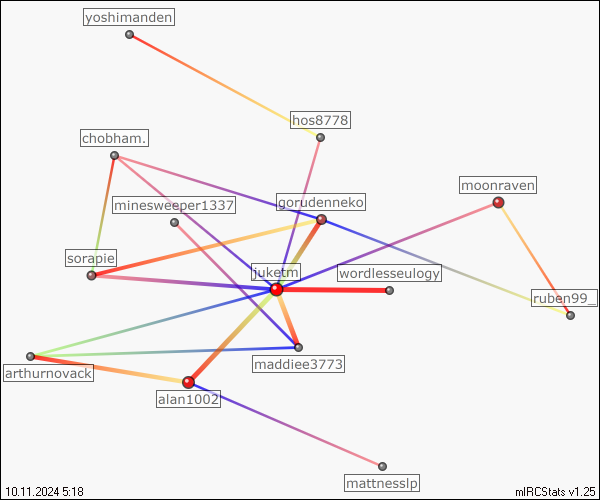 yoshimanden
hos8778
chobham.
moonraven
minesweeper1337
gorudenneko
sorapie
juketm
wordlesseulogy
ruben99_
maddiee3773
arthurnovack
alan1002
mattnesslp
10.11.2024 5:18
mIRCStats v1.25